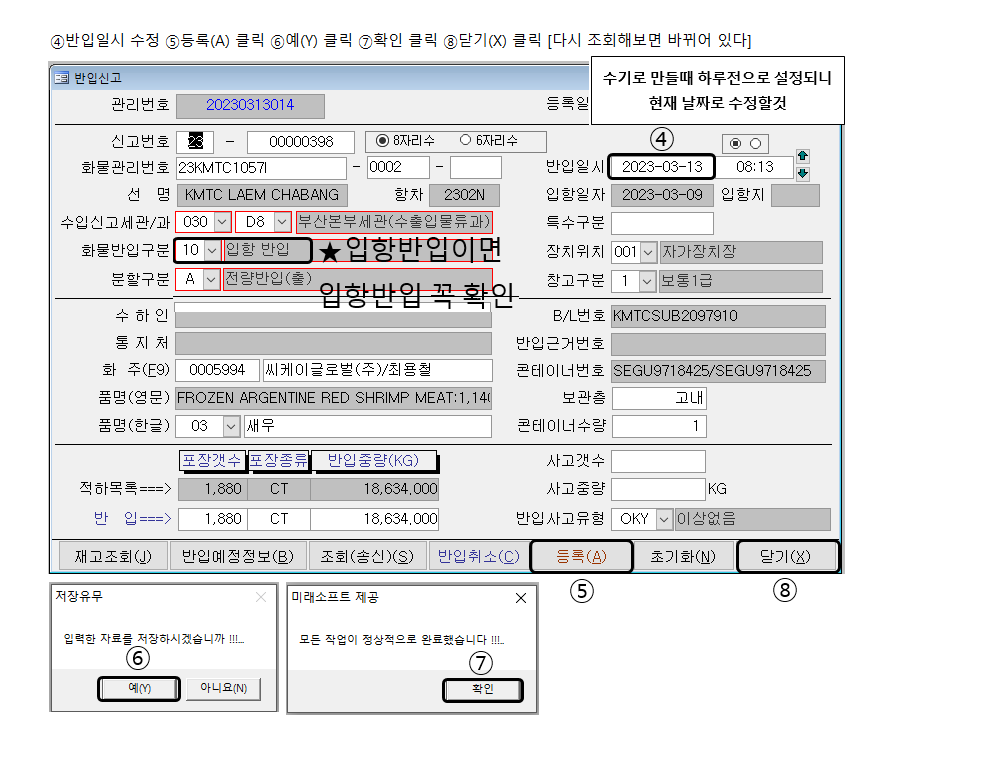 ④반입일시 수정 ⑤등록(A) 클릭 ⑥예(Y) 클릭 ⑦확인 클릭 ⑧닫기(X) 클릭 [다시 조회해보면 바뀌어 있다]
반입신고
수기로 만들때 하루전으로 설정되니
현재 날짜로 수정할것
관리번호 20230313014 등록일
신고번호 23 - 00000398 8자리수 6자리수 ④
화물관리번호 23KMTC1057I - 0002 - 반입일시 2023-03-13 08:13
선 명 KMTC LAEM CHABANG 항차 2302N 입항일자 2023-03-09 입항지
수입신고세관/과 030 D8 부산본부세관(수출입물류과) 특수구분
화물반입구분 10 입항 반입 ★입항반입이면 장치위치 001 자가장치장
분할구분 A 전량반입(출) 입항반입 꼭 확인 창고구분 1 보통1급
수 하 인 B/L번호 KMTCSUB2097910
통 지 처 반입근거번호
화 주(F9) 0005994 씨케이글로벌(주)/최용철 콘테이너번호 SEGU9718425/SEGU9718425
품명(영문) FROZEN ARGENTINE RED SHRIMP MEAT:1,14( 보관층 고내
품명(한글) 03 새우 콘테이너수량 1
포장갯수 포장종류 반입중량(KG) 사고갯수
적하목록===> 1,880 CT 18,634,000 사고중량 KG
반 입===> 1,880 CT 18,634,000 반입사고유형 OKY 이상없음
재고조회(J) 반입예정정보(B) 조회(송신)(S) 반입취소(C) 등록(A) 초기화(N) 닫기(X)
⑤ ⑧
저장유무
입력한 자료를 저장하시겠습니까 !!!...
⑥
예(Y) 아니요(N)
미래소프트 제공
모든 작업이 정상적으로 완료했습니다 !!!..
⑦
확인